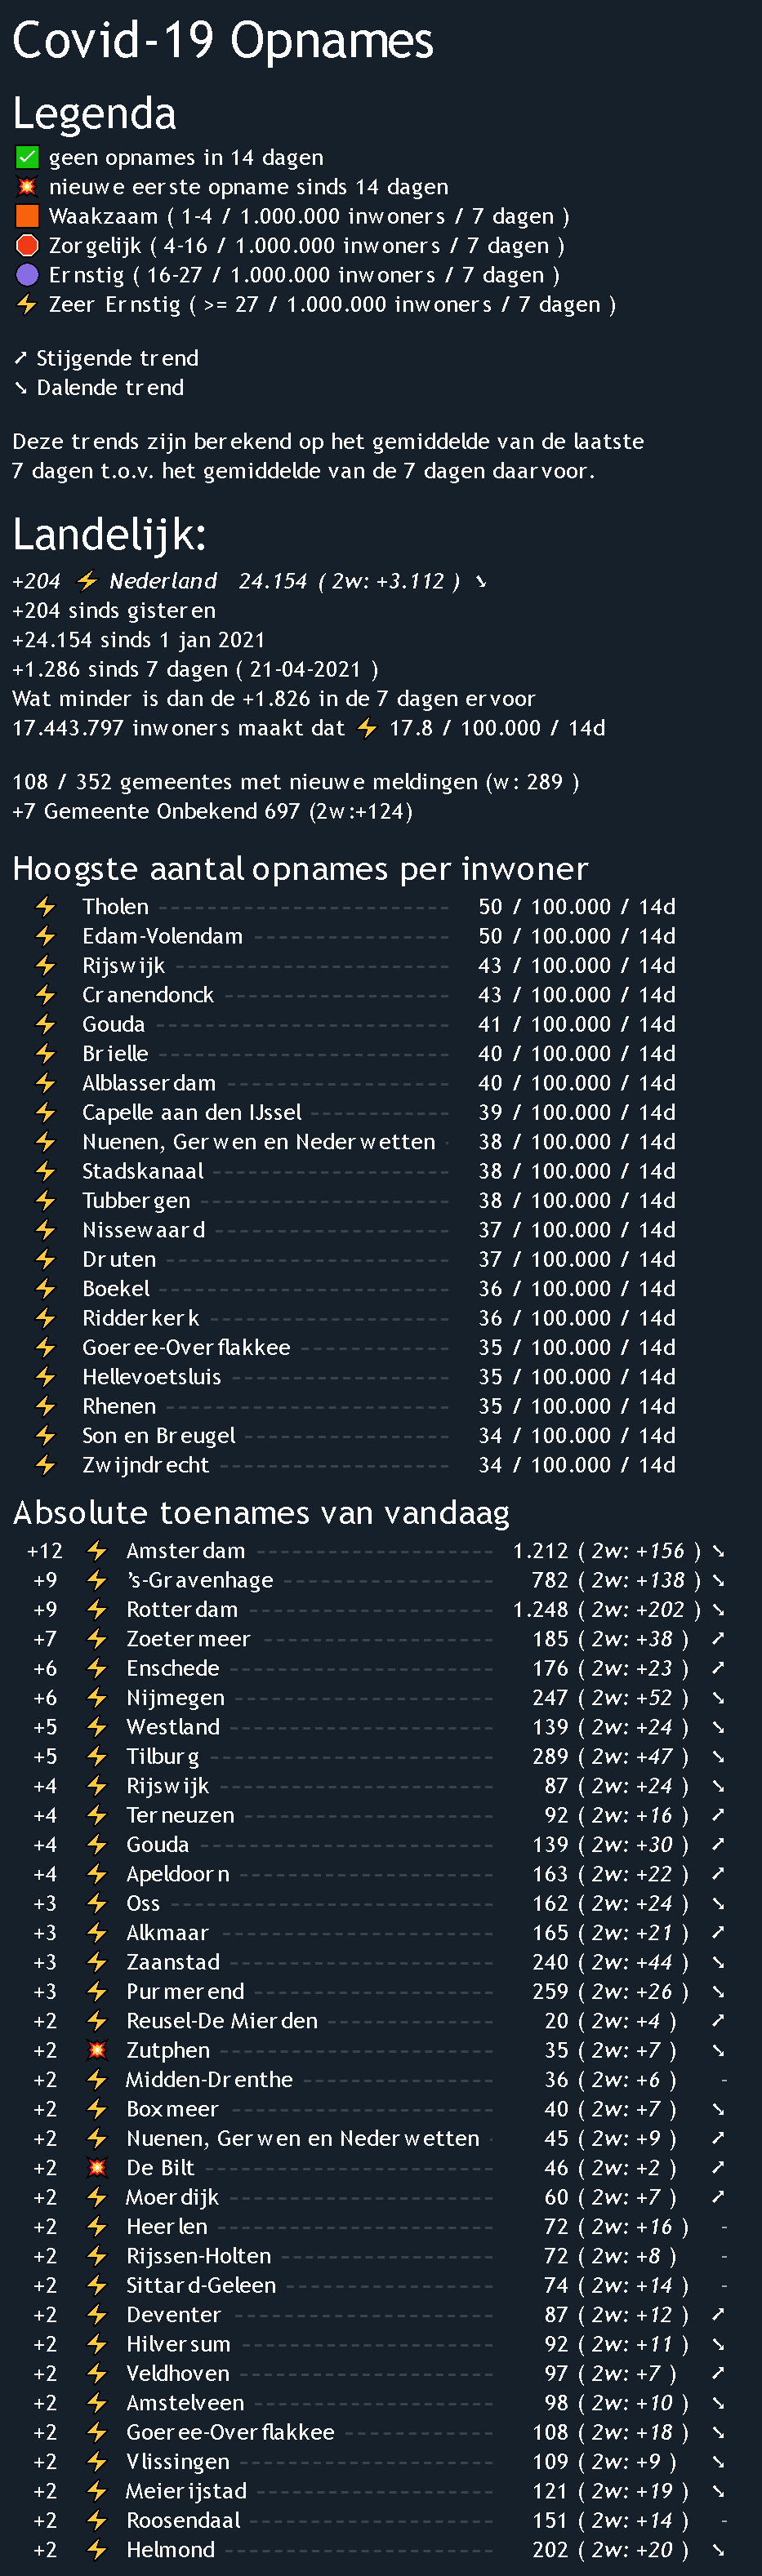 Covid-19 Opnames
Legenda
✅ geen opnames in 14 dagen
💥 nieuwe eerste opname sinds 14 dagen
🟧 Waakzaam ( 1-4 / 1.000.000 inwoners / 7 dagen )
🛑 Zorgelijk ( 4-16 / 1.000.000 inwoners / 7 dagen )
🟣 Ernstig ( 16-27 / 1.000.000 inwoners / 7 dagen )
⚡ Zeer Ernstig ( >= 27 / 1.000.000 inwoners / 7 dagen )
➚ Stijgende trend
➘ Dalende trend
Deze trends zijn berekend op het gemiddelde van de laatste
7 dagen t.o.v. het gemiddelde van de 7 dagen daarvoor.
Landelijk:
+204 ⚡ Nederland 24.154 ( 2w: +3.112 ) ➘
+204 sinds gisteren
+24.154 sinds 1 jan 2021
+1.286 sinds 7 dagen ( 21-04-2021 )
Wat minder is dan de +1.826 in de 7 dagen ervoor
17.443.797 inwoners maakt dat ⚡ 17.8 / 100.000 / 14d
108 / 352 gemeentes met nieuwe meldingen (w: 289 )
+7 Gemeente Onbekend 697 (2w:+124)
Hoogste aantal opnames per inwoner
⚡ Tholen 50 / 100.000 / 14d
⚡ Edam-Volendam 50 / 100.000 / 14d
⚡ Rijswijk 43 / 100.000 / 14d
⚡ Cranendonck 43 / 100.000 / 14d
⚡ Gouda 41 / 100.000 / 14d
⚡ Brielle 40 / 100.000 / 14d
⚡ Alblasserdam 40 / 100.000 / 14d
⚡ Capelle aan den IJssel 39 / 100.000 / 14d
⚡ Nuenen, Gerwen en Nederwetten 38 / 100.000 / 14d
⚡ Stadskanaal 38 / 100.000 / 14d
⚡ Tubbergen 38 / 100.000 / 14d
⚡ Nissewaard 37 / 100.000 / 14d
⚡ Druten 37 / 100.000 / 14d
⚡ Boekel 36 / 100.000 / 14d
⚡ Ridderkerk 36 / 100.000 / 14d
⚡ Goeree-Overflakkee 35 / 100.000 / 14d
⚡ Hellevoetsluis 35 / 100.000 / 14d
⚡ Rhenen 35 / 100.000 / 14d
⚡ Son en Breugel 34 / 100.000 / 14d
⚡ Zwijndrecht 34 / 100.000 / 14d
Absolute toenames van vandaag
+12 ⚡ Amsterdam 1.212 ( 2w: +156 ) ➘
+9 ⚡ 's-Gravenhage 782 ( 2w: +138 ) ➘
+9 ⚡ Rotterdam 1.248 ( 2w: +202 ) ➘
+7 ⚡ Zoetermeer 185 ( 2w: +38 ) ➚
+6 ⚡ Enschede 176 ( 2w: +23 ) ➚
+6 ⚡ Nijmegen 247 ( 2w: +52 ) ➘
+5 ⚡ Westland 139 ( 2w: +24 ) ➘
+5 ⚡ Tilburg 289 ( 2w: +47 ) ➘
+4 ⚡ Rijswijk 87 ( 2w: +24 ) ➘
+4 ⚡ Terneuzen 92 ( 2w: +16 ) ➚
+4 ⚡ Gouda 139 ( 2w: +30 ) ➚
+4 ⚡ Apeldoorn 163 ( 2w: +22 ) ➚
+3 ⚡ Oss 162 ( 2w: +24 ) ➘
+3 ⚡ Alkmaar 165 ( 2w: +21 ) ➚
+3 ⚡ Zaanstad 240 ( 2w: +44 ) ➘
+3 ⚡ Purmerend 259 ( 2w: +26 ) ➘
+2 ⚡ Reusel-De Mierden 20 ( 2w: +4 ) ➚
+2 💥 Zutphen 35 ( 2w: +7 ) ➘
+2 ⚡ Midden-Drenthe 36 ( 2w: +6 ) -
+2 ⚡ Boxmeer 40 ( 2w: +7 ) ➘
+2 ⚡ Nuenen, Gerwen en Nederwetten 45 ( 2w: +9 ) ➚
+2 💥 De Bilt 46 ( 2w: +2 ) ➚
+2 ⚡ Moerdijk 60 ( 2w: +7 ) ➚
+2 ⚡ Heerlen 72 ( 2w: +16 ) -
+2 ⚡ Rijssen-Holten 72 ( 2w: +8 ) -
+2 ⚡ Sittard-Geleen 74 ( 2w: +14 ) -
+2 ⚡ Deventer 87 ( 2w: +12 ) ➚
+2 ⚡ Hilversum 92 ( 2w: +11 ) ➘
+2 ⚡ Veldhoven 97 ( 2w: +7 ) ➚
+2 ⚡ Amstelveen 98 ( 2w: +10 ) ➘
+2 ⚡ Goeree-Overflakkee 108 ( 2w: +18 ) ➘
+2 ⚡ Vlissingen 109 ( 2w: +9 ) ➘
+2 ⚡ Meierijstad 121 ( 2w: +19 ) ➘
+2 ⚡ Roosendaal 151 ( 2w: +14 ) -
+2 ⚡ Helmond 202 ( 2w: +20 ) ➘